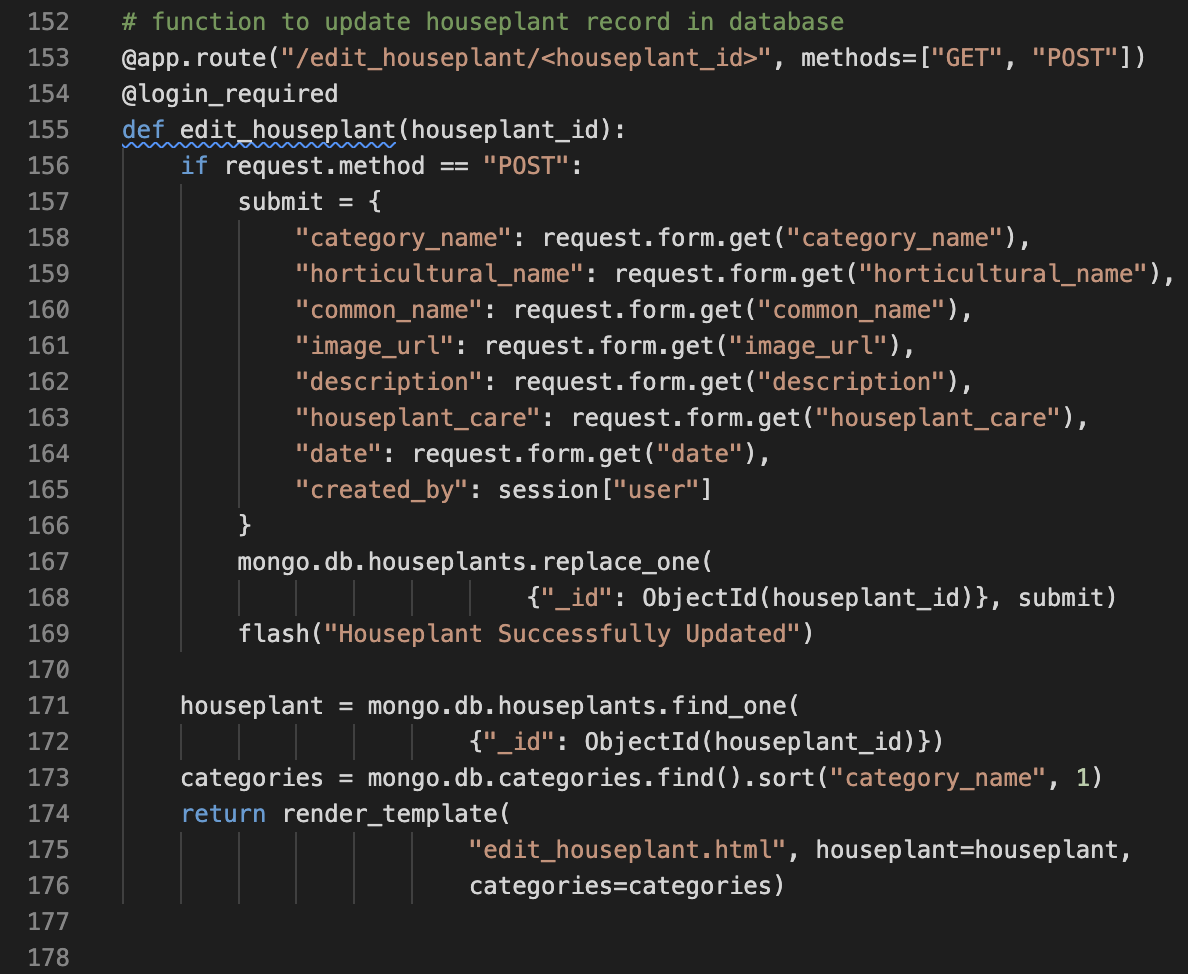 152 # function to update houseplant record in database
153 @app.route("/edit_houseplant/<houseplant_id>", methods=["GET", "POST"])
154 @login_required
155 def edit_houseplant(houseplant_id):
156     if request.method == "POST":
157         submit = {
158             "category_name": request.form.get("category_name"),
159             "horticultural_name": request.form.get("horticultural_name"),
160             "common_name": request.form.get("common_name"),
161             "image_url": request.form.get("image_url"),
162             "description": request.form.get("description"),
163             "houseplant_care": request.form.get("houseplant_care"),
164             "date": request.form.get("date"),
165             "created_by": session["user"]
166         }
167         mongo.db.houseplants.replace_one(
168                             {"_id": ObjectId(houseplant_id)}, submit)
169         flash("Houseplant Successfully Updated")
170
171     houseplant = mongo.db.houseplants.find_one(
172                         {"_id": ObjectId(houseplant_id)})
173     categories = mongo.db.categories.find().sort("category_name", 1)
174     return render_template(
175                         "edit_houseplant.html", houseplant=houseplant,
176                         categories=categories)
177
178